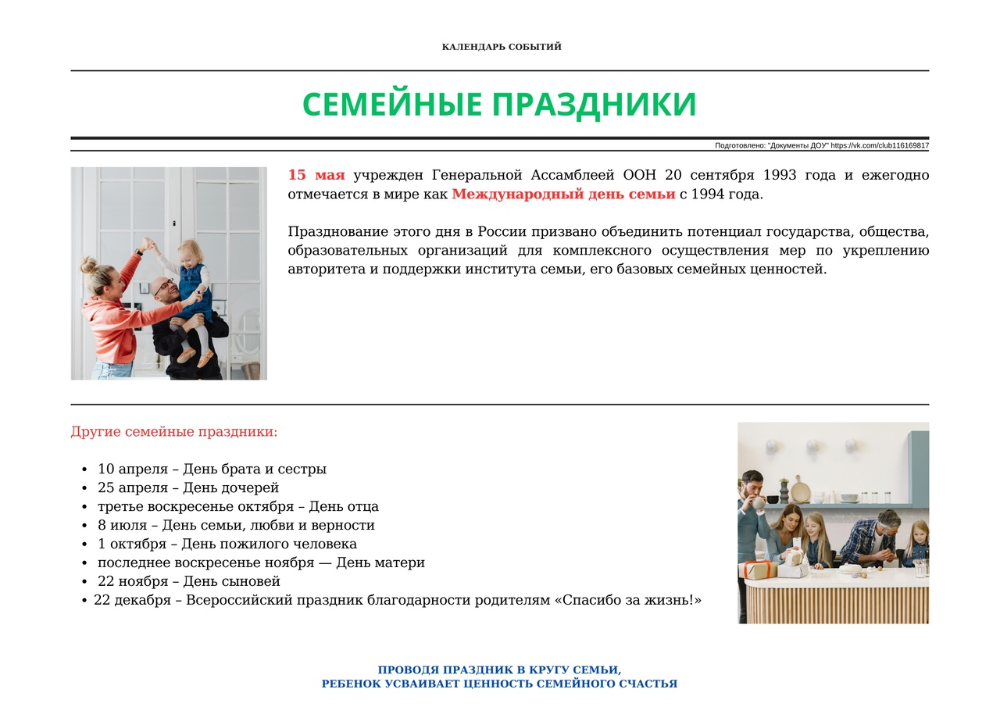 КАЛЕНДАРЬ СОБЫТИЙ
СЕМЕЙНЫЕ ПРАЗДНИКИ
Подготовлено: "Документы ДОУ" https://vk.com/club116169817
15 мая учрежден Генеральной Ассамблеей ООН 20 сентября 1993 года и ежегодно
отмечается в мире как Международный день семьи с 1994 года.
Празднование этого дня в России призвано объединить потенциал государства, общества,
образовательных организаций для комплексного осуществления мер по укреплению
авторитета и поддержки института семьи, его базовых семейных ценностей.
Другие семейные праздники:
• 10 апреля – День брата и сестры
• 25 апреля – День дочерей
• третье воскресенье октября – День отца
• 8 июля – День семьи, любви и верности
• 1 октября – День пожилого человека
• последнее воскресенье ноября — День матери
• 22 ноября – День сыновей
• 22 декабря – Всероссийский праздник благодарности родителям «Спасибо за жизнь!»
ПРОВОДЯ ПРАЗДНИК В КРУГУ СЕМЬИ,
РЕБЕНОК УСВАИВАЕТ ЦЕННОСТЬ СЕМЕЙНОГО СЧАСТЬЯ